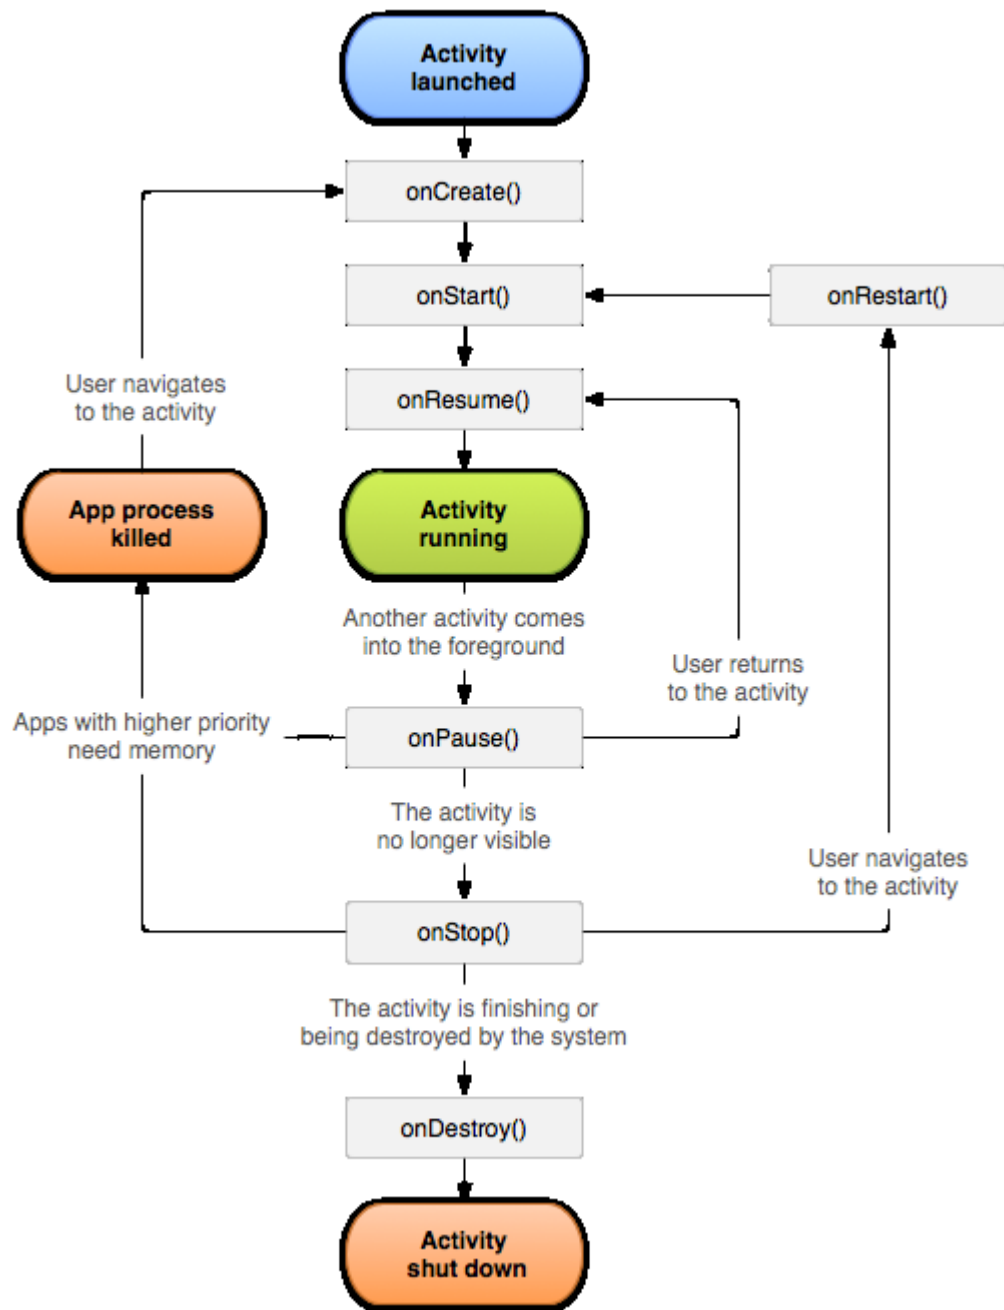 Activity
launched
onCreate()
onStart()
onRestart()
User navigates
to the activity
onResume()
App process
killed
Activity
running
Another activity comes
into the foreground
User returns
to the activity
Apps with higher priority
need memory
onPause()
The activity is
no longer visible
User navigates
to the activity
onStop()
The activity is finishing or
being destroyed by the system
onDestroy()
Activity
shut down